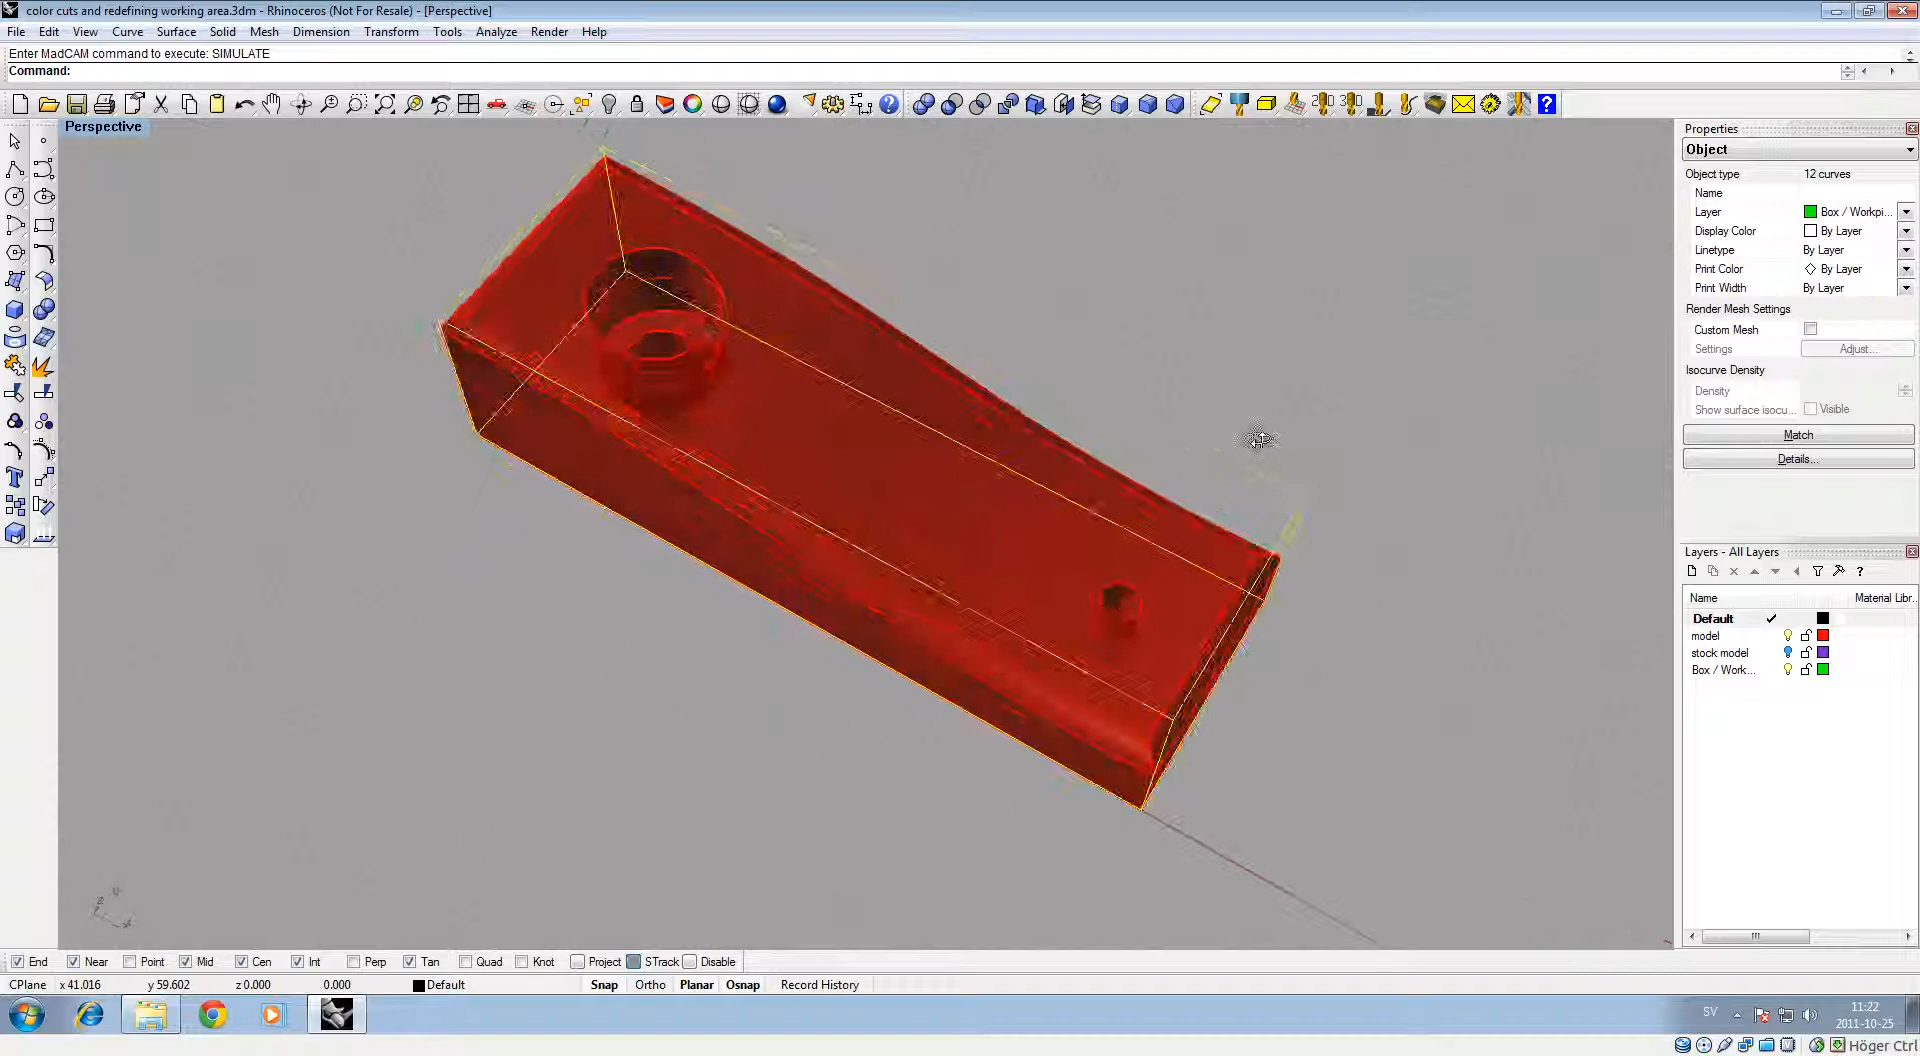 color cuts and redefining working area.3dm - Rhinoceros (Not For Resale) - [Perspective]
File Edit View Curve Surface Solid Mesh Dimension Transform Tools Analyze Render Help
Enter MadCAM command to execute: SIMULATE
Command:
Perspective
Properties
Object
Object type 12 curves
Name
Layer Box / Workpi...
Display Color By Layer
Linetype By Layer
Print Color By Layer
Print Width By Layer
Render Mesh Settings
Custom Mesh
Settings Adjust...
Isocurve Density
Density
Show surface isocu... Visible
Match
Details...
Layers - All Layers
Name Material Libr...
Default
model
stock model
Box / Work...
End Near Point Mid Cen Int Perp Tan Quad Knot Project STrack Disable
CPlane x 41.016 y 59.602 z 0.000 0.000 Default Snap Ortho Planar Osnap Record History
SV
11:22
2011-10-25
Höger Ctrl